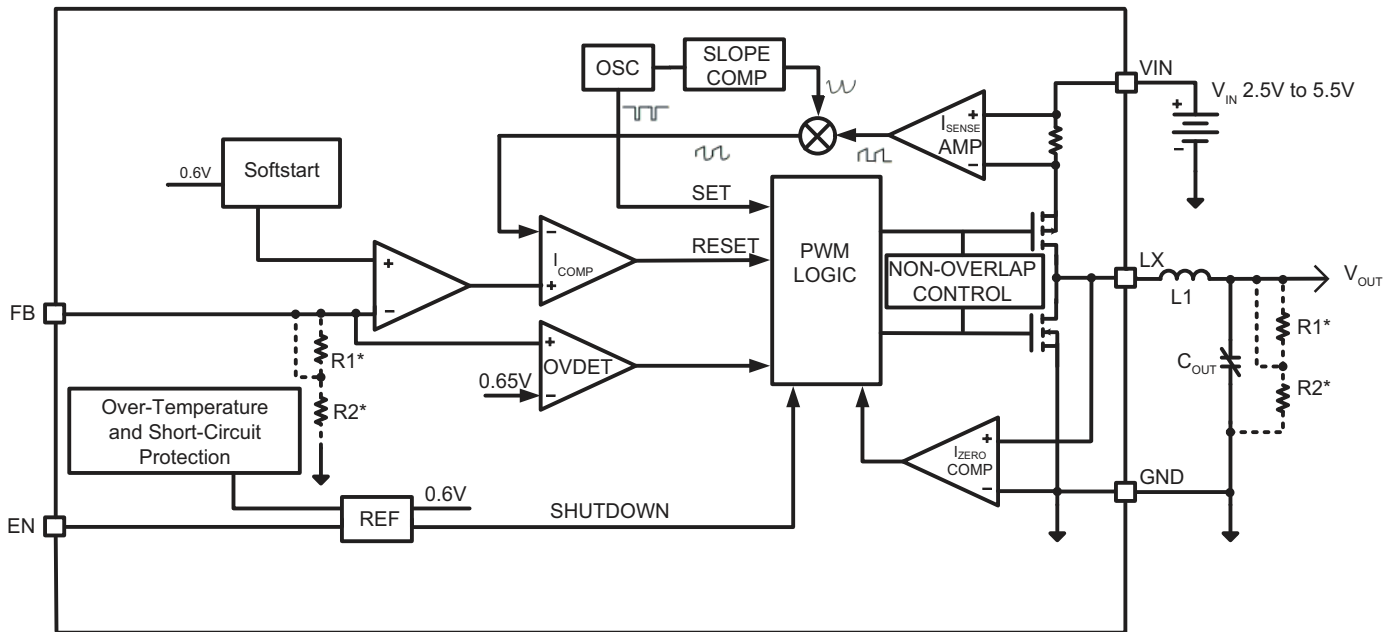 OSC
SLOPE
COMP
VIN
V_IN 2.5V to 5.5V
+
−
+
I_SENSE
AMP
−
0.6V
Softstart
SET
RESET
PWM
LOGIC
NON-OVERLAP
CONTROL
LX
L1
V_OUT
−
I_COMP
+
+
−
FB
R1*
R2*
+
OVDET
−
0.65V
C_OUT
R1*
R2*
Over-Temperature
and Short-Circuit
Protection
+
I_ZERO
COMP
−
GND
0.6V
REF
EN
SHUTDOWN